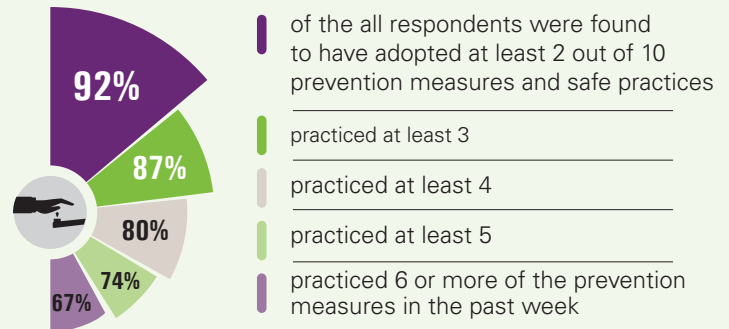 92%
of the all respondents were found
to have adopted at least 2 out of 10
prevention measures and safe practices
87%
practiced at least 3
80%
practiced at least 4
74%
practiced at least 5
67%
practiced 6 or more of the prevention
measures in the past week